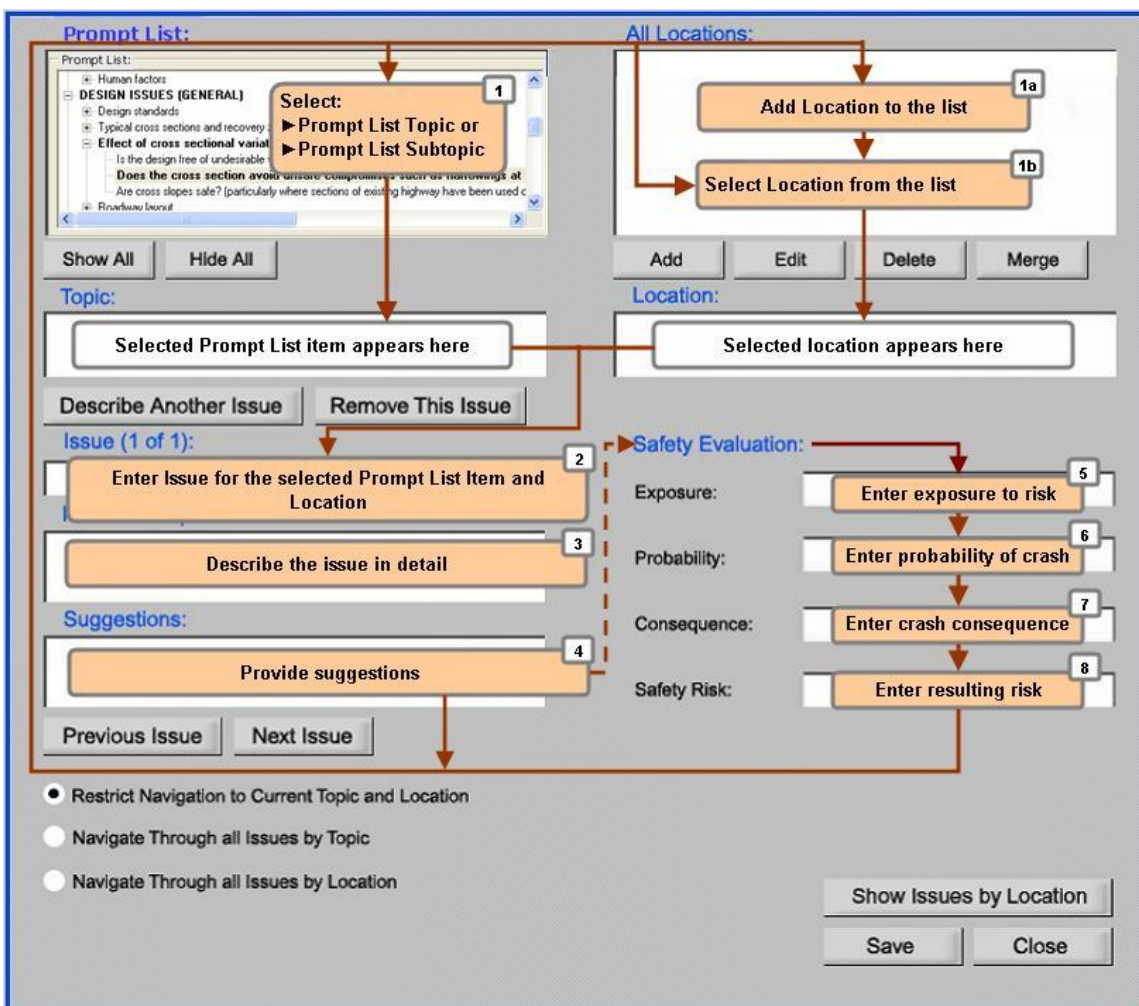 Prompt List:
All Locations:
Prompt List:
Human factors
DESIGN ISSUES (GENERAL)
Design standards
Typical cross sections and recovery
Effect of cross sectional variat
Is the design free of undesirable
Does the cross section avoid unsafe compromises such as narrowings at
Are cross slopes safe? (particularly where sections of existing highway have been used
Roadway layout
1
Select:
►Prompt List Topic or
►Prompt List Subtopic
1a
Add Location to the list
1b
Select Location from the list
Show All
Hide All
Add
Edit
Delete
Merge
Topic:
Location:
Selected Prompt List item appears here
Selected location appears here
Describe Another Issue
Remove This Issue
Issue (1 of 1):
2
Enter Issue for the selected Prompt List Item and
Location
3
Describe the issue in detail
Suggestions:
4
Provide suggestions
Previous Issue
Next Issue
Safety Evaluation:
Exposure:
5
Enter exposure to risk
Probability:
6
Enter probability of crash
Consequence:
7
Enter crash consequence
Safety Risk:
8
Enter resulting risk
Restrict Navigation to Current Topic and Location
Navigate Through all Issues by Topic
Navigate Through all Issues by Location
Show Issues by Location
Save
Close